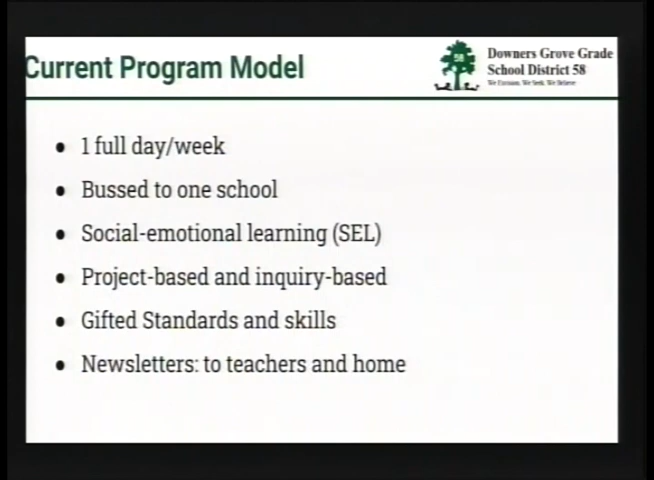 Current Program Model
58
Downers Grove Grade
School District 58
• 1 full day/week
• Bussed to one school
• Social-emotional learning (SEL)
• Project-based and inquiry-based
• Gifted Standards and skills
• Newsletters: to teachers and home